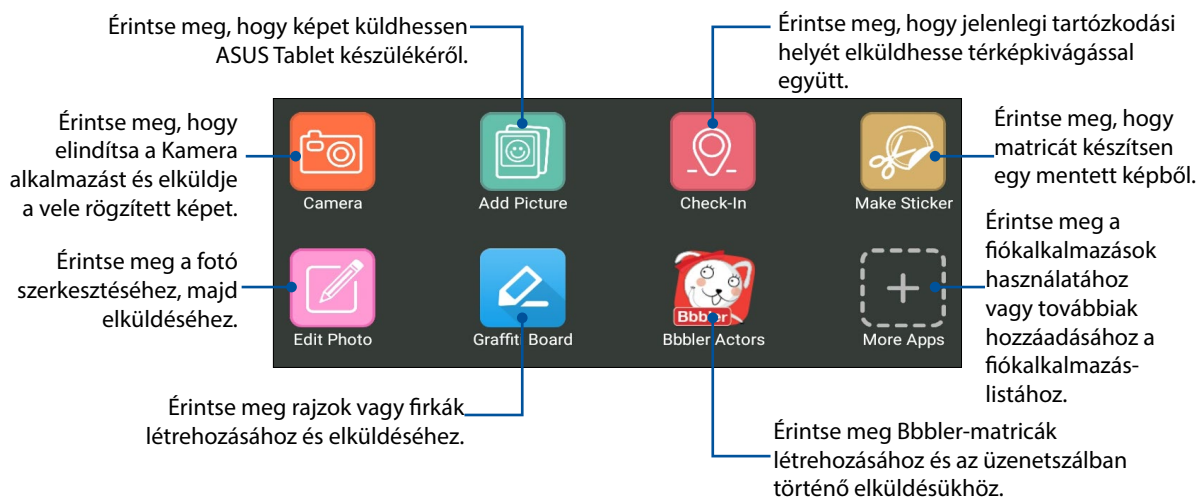 Érintse meg, hogy képet küldhessen
ASUS Tablet készülékéről.
Érintse meg, hogy jelenlegi tartózkodási
helyét elküldhesse térképkivágással
együtt.
Érintse meg, hogy
elindítsa a Kamera
alkalmazást és elküldje
a vele rögzített képet.
Érintse meg, hogy
matricát készítsen
egy mentett képből.
Camera
Add Picture
Check-In
Make Sticker
Érintse meg a fotó
szerkesztéséhez, majd
elküldéséhez.
Érintse meg a
fiókalkalmazások
használatához
vagy továbbiak
hozzáadásához a
fiókalkalmazás-
listához.
Bbbler
Edit Photo
Graffiti Board
Bbbler Actors
More Apps
Érintse meg rajzok vagy firkák
létrehozásához és elküldéséhez.
Érintse meg Bbbler-matricák
létrehozásához és az üzenetszálban
történő elküldésükhöz.